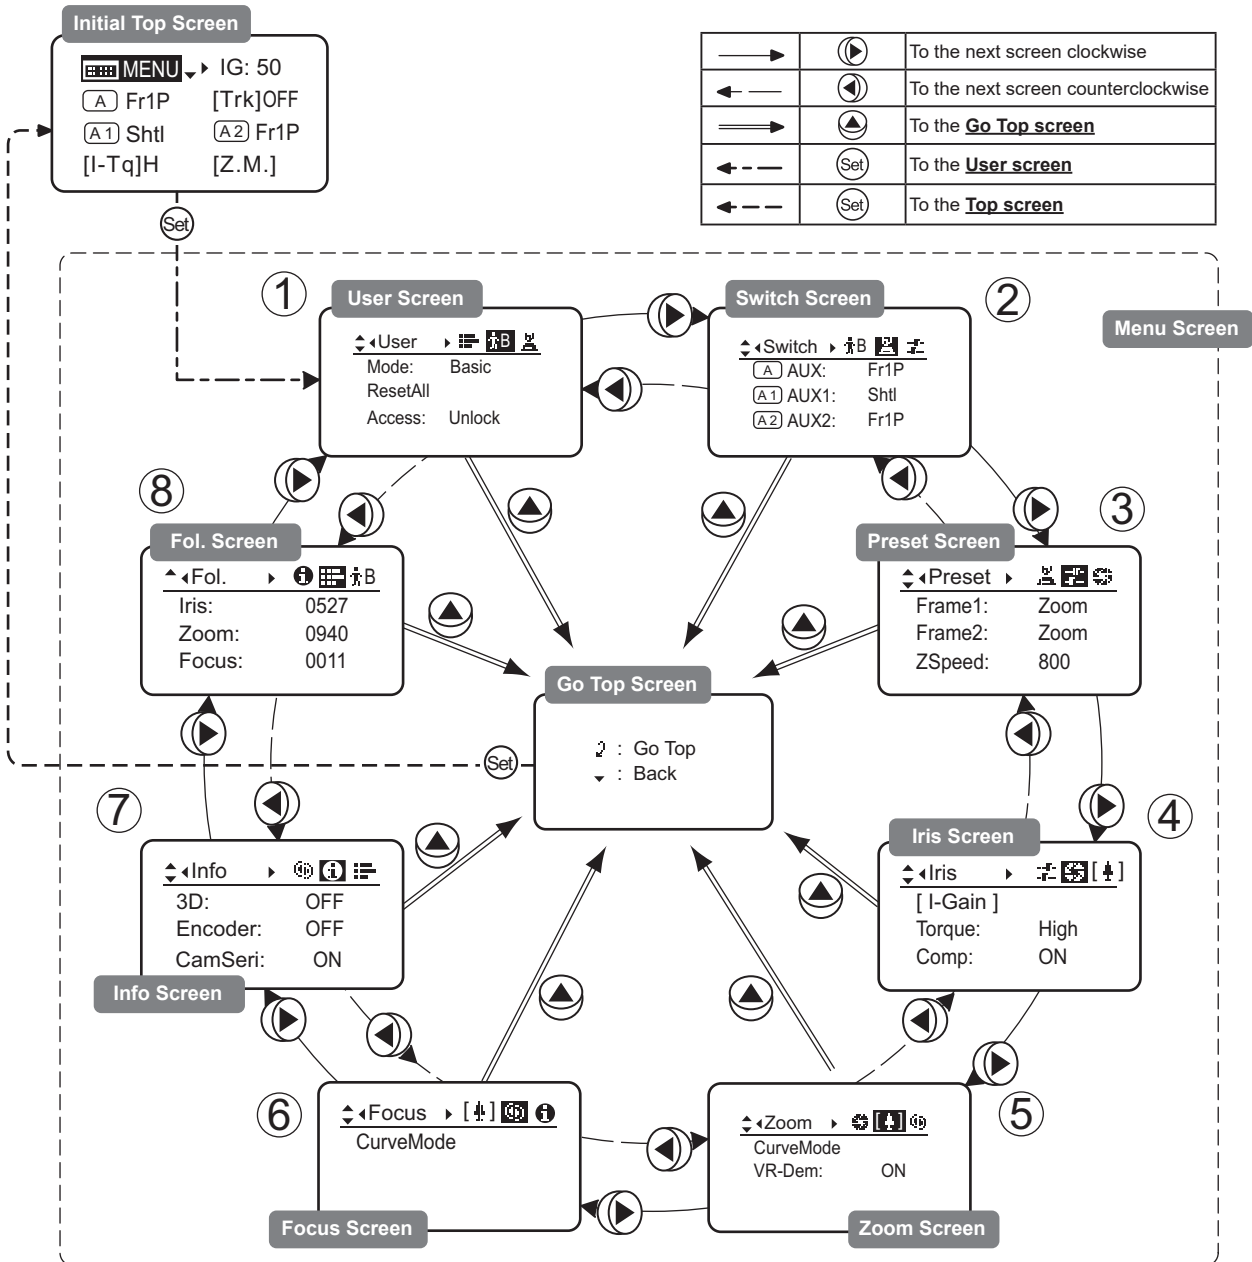 Initial Top Screen
MENU IG: 50
A Fr1P [Trk]OFF
A1 Shtl A2 Fr1P
[I-Tq]H [Z.M.]
Set
To the next screen clockwise
To the next screen counterclockwise
To the Go Top screen
Set To the User screen
Set To the Top screen
Menu Screen
1
User Screen
User B
Mode: Basic
ResetAll
Access: Unlock
2
Switch Screen
Switch B
A AUX: Fr1P
A1 AUX1: Shtl
A2 AUX2: Fr1P
8
Fol. Screen
Fol. B
Iris: 0527
Zoom: 0940
Focus: 0011
3
Preset Screen
Preset
Frame1: Zoom
Frame2: Zoom
ZSpeed: 800
Go Top Screen
: Go Top
: Back
Set
7
Info
3D: OFF
Encoder: OFF
CamSeri: ON
Info Screen
4
Iris Screen
Iris
[ I-Gain ]
Torque: High
Comp: ON
6
Focus
CurveMode
Focus Screen
5
Zoom
CurveMode
VR-Dem: ON
Zoom Screen